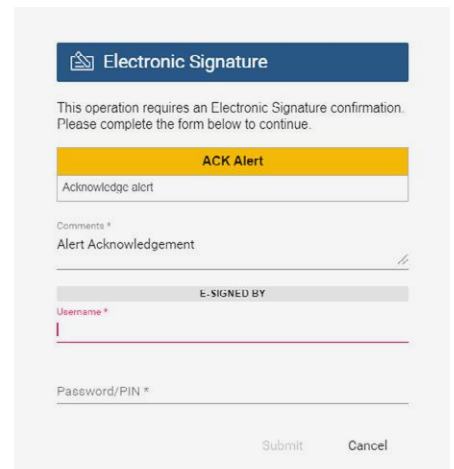 Electronic Signature
This operation requires an Electronic Signature confirmation.
Please complete the form below to continue.
ACK Alert
Acknowledge alert
Comments *
Alert Acknowledgement
E-SIGNED BY
Username *
Password/PIN *
Submit Cancel